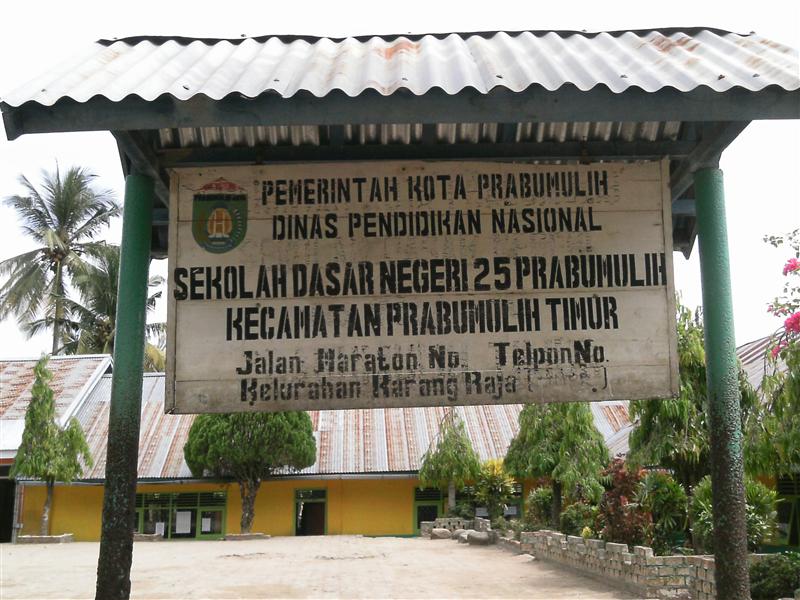 PEMERINTAH KOTA PRABUMULIH
DINAS PENDIDIKAN NASIONAL
SEKOLAH DASAR NEGERI 25 PRABUMULIH
KECAMATAN PRABUMULIH TIMUR
Jalan Maraton No. Telpon No.
Kelurahan Karang Raja